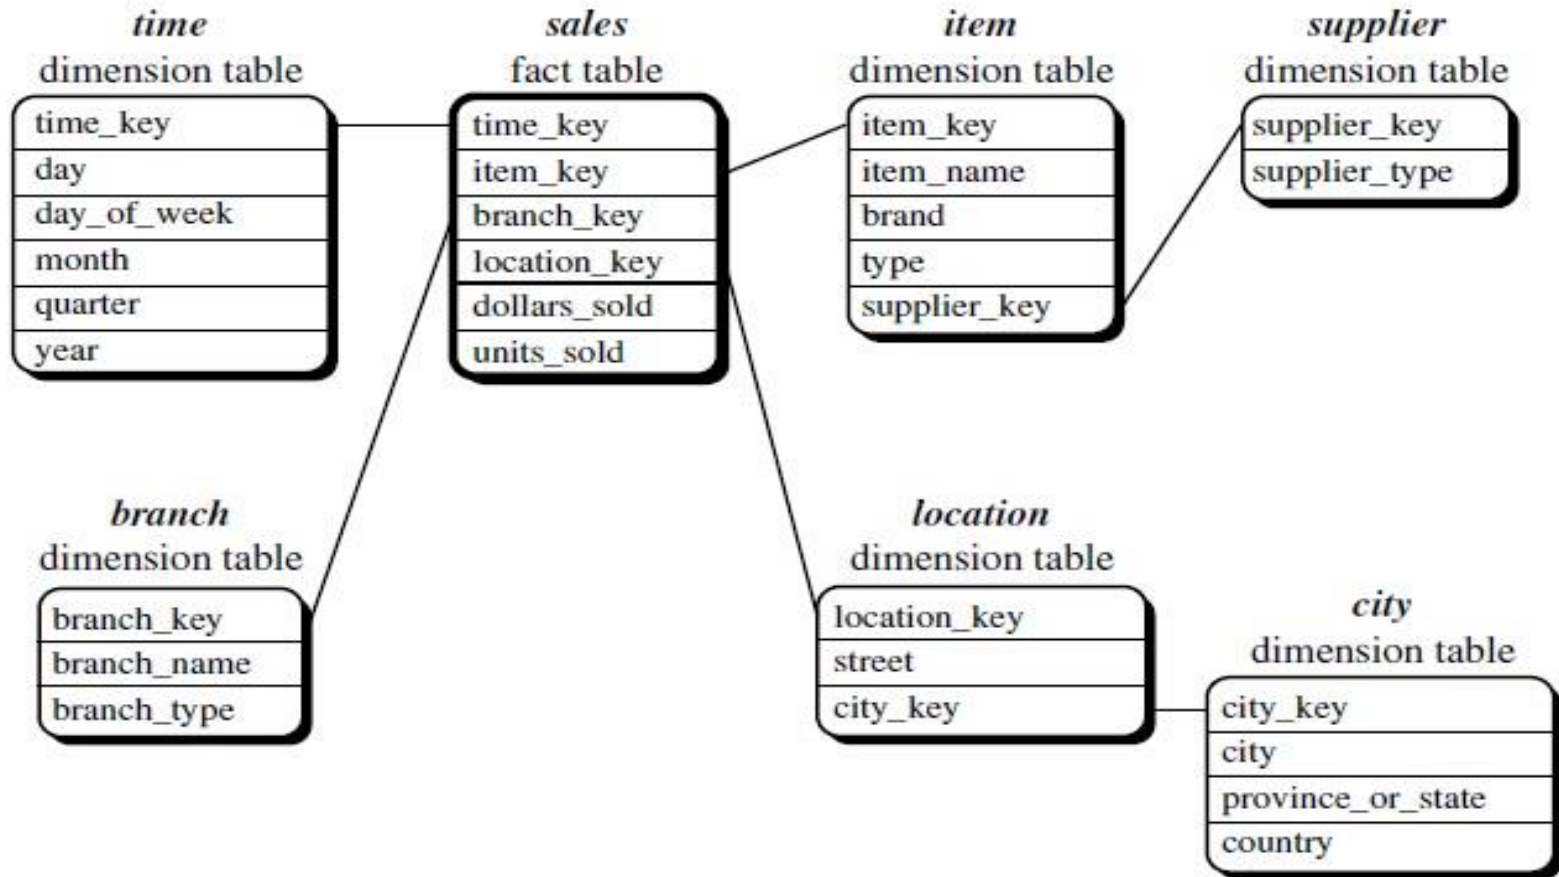 time
dimension table
time_key
day
day_of_week
month
quarter
year
sales
fact table
time_key
item_key
branch_key
location_key
dollars_sold
units_sold
item
dimension table
item_key
item_name
brand
type
supplier_key
supplier
dimension table
supplier_key
supplier_type
branch
dimension table
branch_key
branch_name
branch_type
location
dimension table
location_key
street
city_key
city
dimension table
city_key
city
province_or_state
country